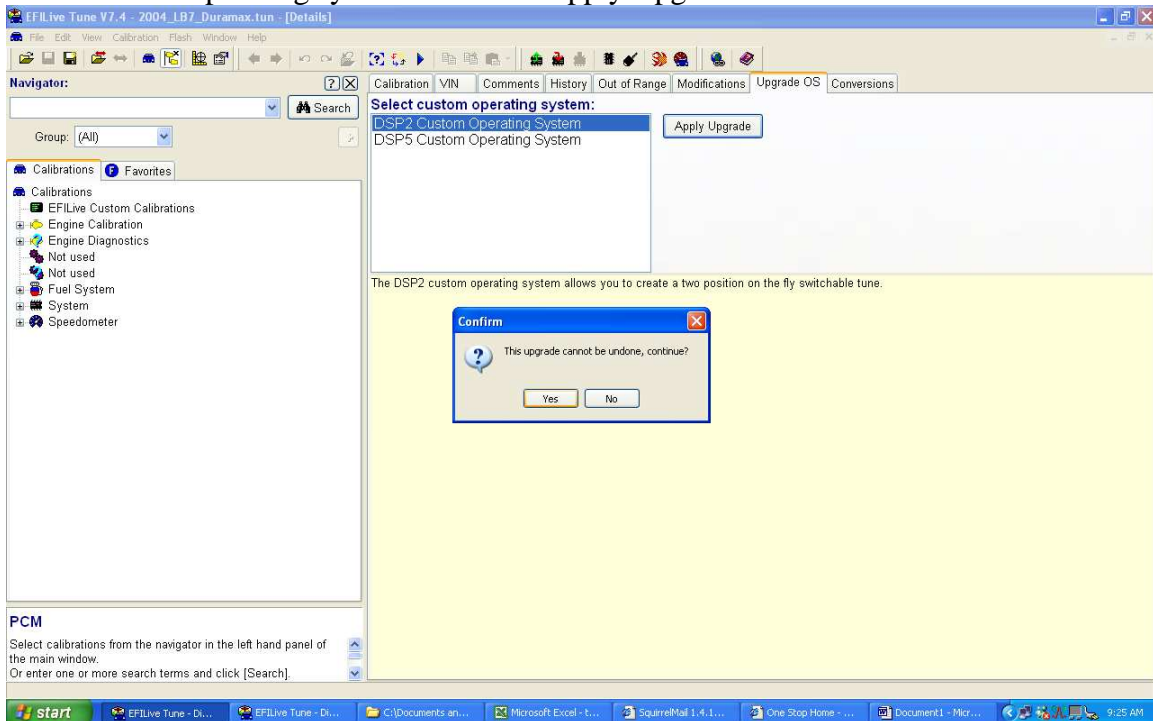 EFILive Tune V7.4 - 2004_LB7_Duramax.tun - [Details]
File Edit View Calibration Flash Window Help
Navigator:
Search
Group: (All)
Calibrations Favorites
Calibrations
EFILive Custom Calibrations
Engine Calibration
Engine Diagnostics
Not used
Not used
Fuel System
System
Speedometer
PCM
Select calibrations from the navigator in the left hand panel of
the main window.
Or enter one or more search terms and click [Search].
Calibration VIN Comments History Out of Range Modifications Upgrade OS Conversions
Select custom operating system:
DSP2 Custom Operating System
DSP5 Custom Operating System
Apply Upgrade
The DSP2 custom operating system allows you to create a two position on the fly switchable tune.
Confirm
This upgrade cannot be undone, continue?
Yes No
start EFILive Tune - Di... EFILive Tune - Di... C:\Documents an... Microsoft Excel - t... SquirrelMail 1.4.1... One Stop Home - ... Document1 - Micr... 9:25 AM